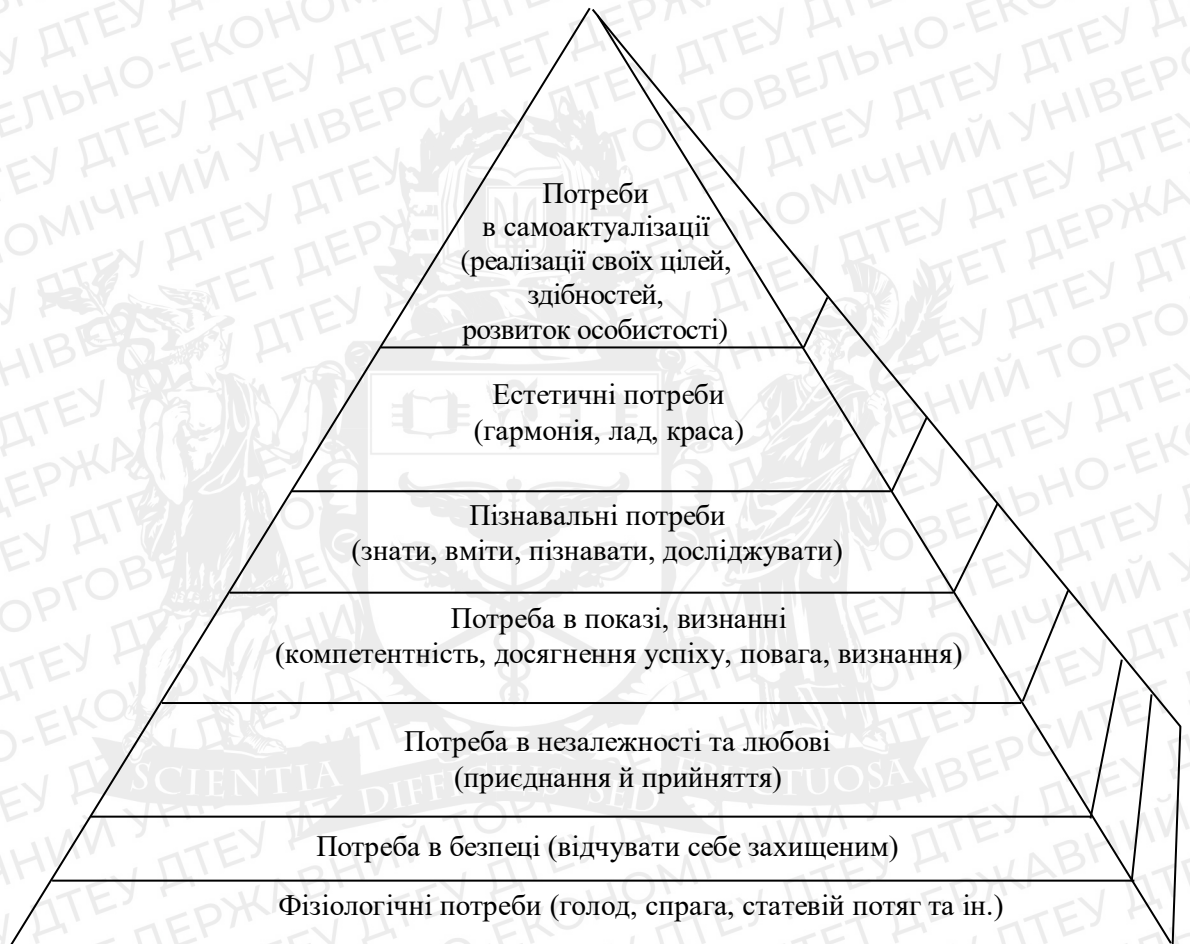 Потреби
в самоактуалізації
(реалізації своїх цілей,
здібностей,
розвиток особистості)
Естетичні потреби
(гармонія, лад, краса)
Пізнавальні потреби
(знати, вміти, пізнавати, досліджувати)
Потреба в показі, визнанні
(компетентність, досягнення успіху, повага, визнання)
Потреба в незалежності та любові
(приєднання й прийняття)
Потреба в безпеці (відчувати себе захищеним)
Фізіологічні потреби (голод, спрага, статевій потяг та ін.)